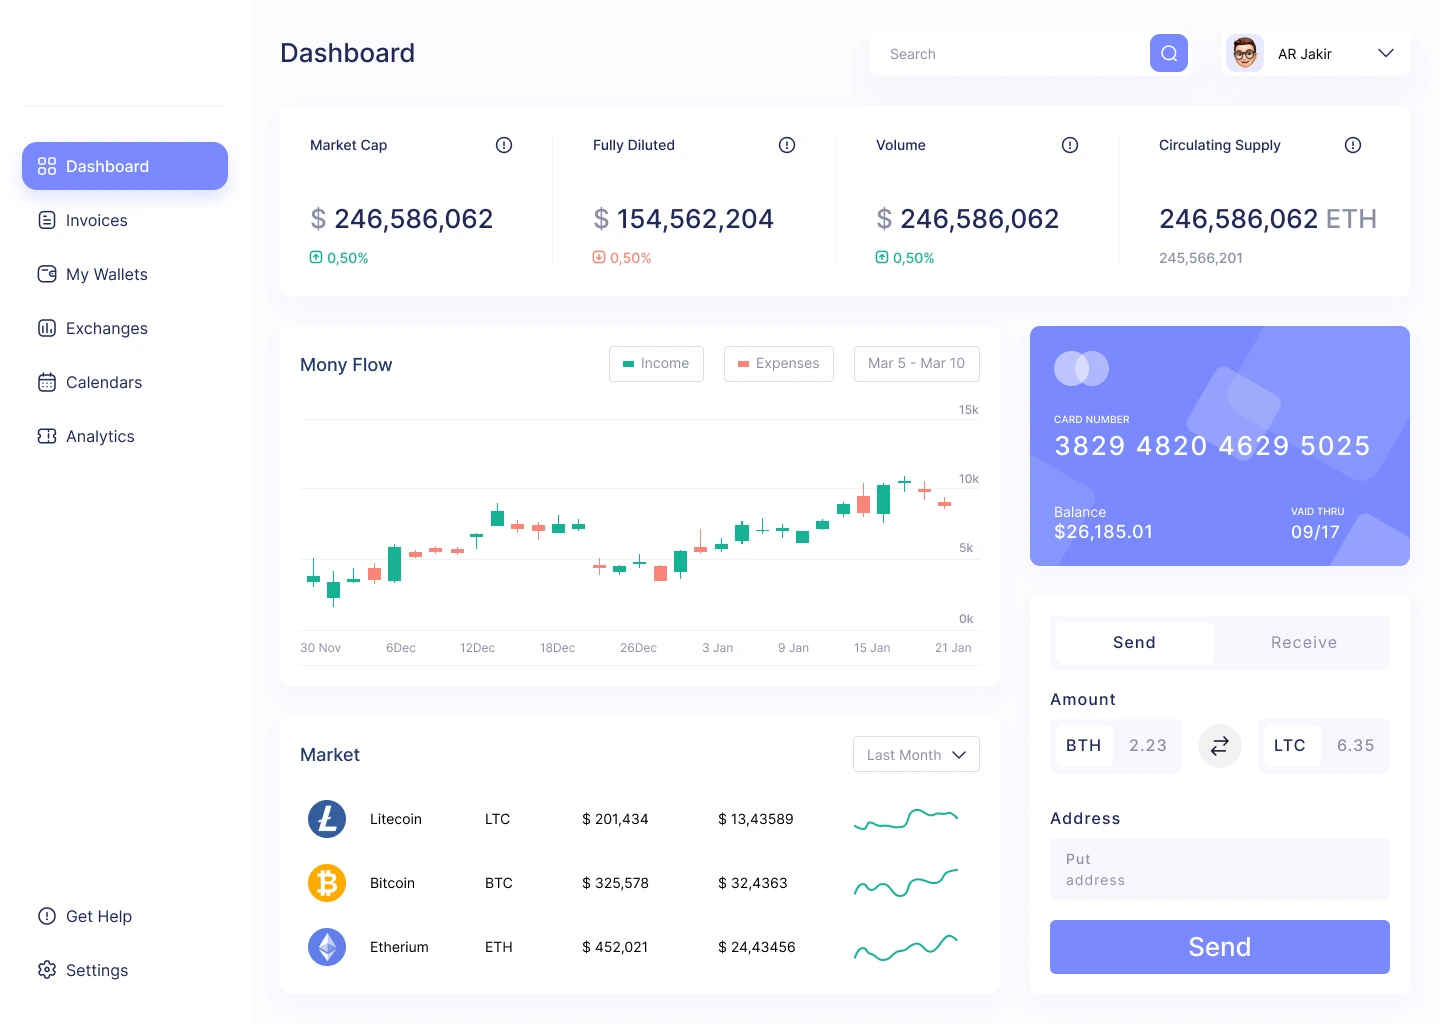 Dashboard
Search
AR Jakir
Dashboard
Invoices
My Wallets
Exchanges
Calendars
Analytics
Get Help
Settings
Market Cap
$ 246,586,062
0,50%
Fully Diluted
$ 154,562,204
0,50%
Volume
$ 246,586,062
0,50%
Circulating Supply
246,586,062 ETH
245,566,201
Mony Flow
Income
Expenses
Mar 5 - Mar 10
15k
10k
5k
0k
30 Nov 6Dec 12Dec 18Dec 26Dec 3 Jan 9 Jan 15 Jan 21 Jan
CARD NUMBER
3829 4820 4629 5025
Balance
$26,185.01
VAID THRU
09/17
Market
Last Month
Litecoin LTC $ 201,434 $ 13,43589
Bitcoin BTC $ 325,578 $ 32,4363
Etherium ETH $ 452,021 $ 24,43456
Send Receive
Amount
BTH 2.23 LTC 6.35
Address
Put
address
Send